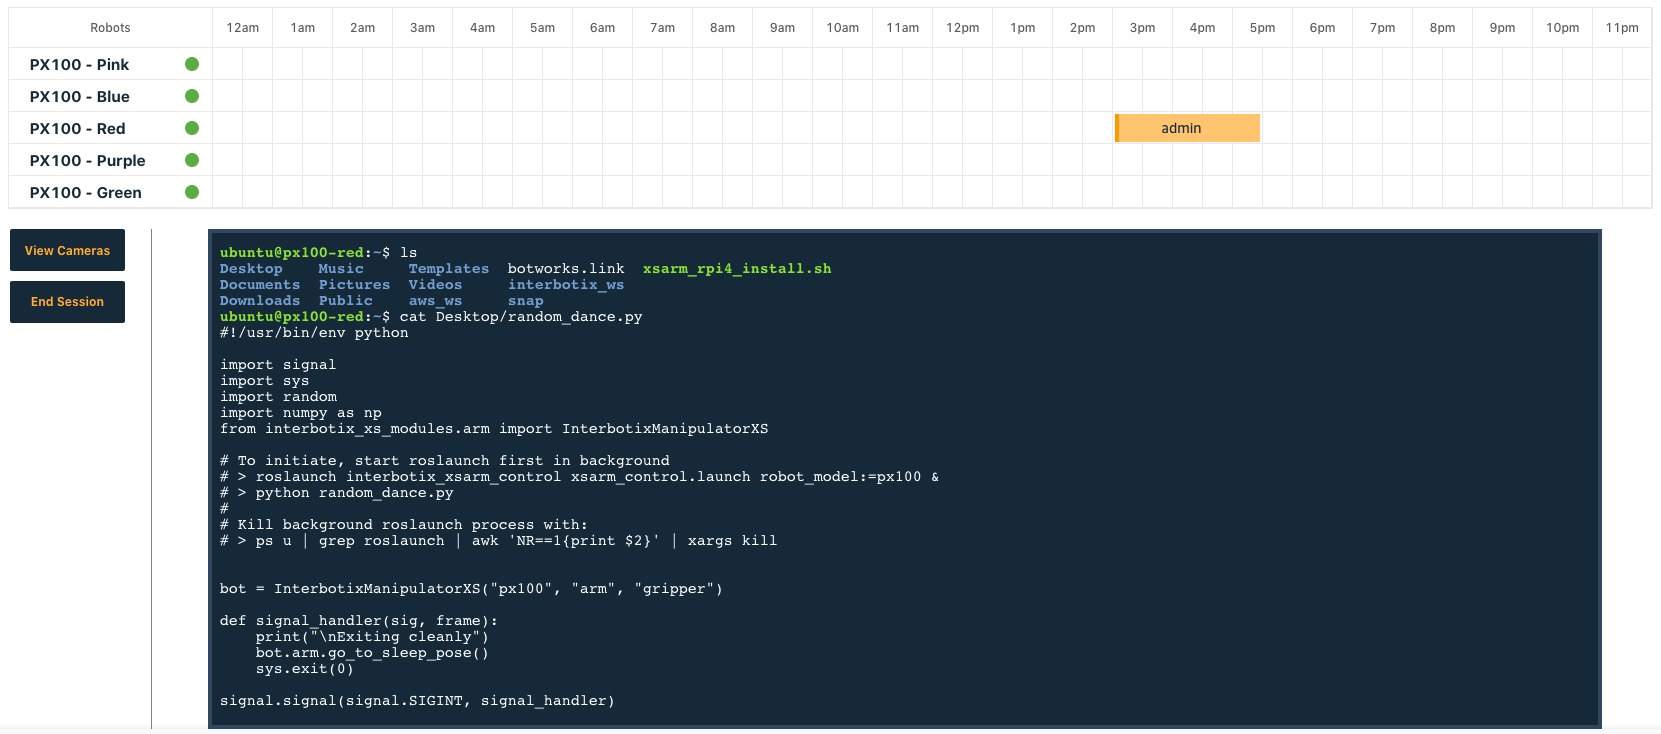 Robots 12am 1am 2am 3am 4am 5am 6am 7am 8am 9am 10am 11am 12pm 1pm 2pm 3pm 4pm 5pm 6pm 7pm 8pm 9pm 10pm 11pm
PX100 - Pink
PX100 - Blue
PX100 - Red admin
PX100 - Purple
PX100 - Green
View Cameras
End Session
ubuntu@px100-red:~$ ls
Desktop    Music     Templates  botworks.link  xsarm_rpi4_install.sh
Documents  Pictures  Videos     interbotix_ws
Downloads  Public    aws_ws     snap
ubuntu@px100-red:~$ cat Desktop/random_dance.py
#!/usr/bin/env python
import signal
import sys
import random
import numpy as np
from interbotix_xs_modules.arm import InterbotixManipulatorXS
# To initiate, start roslaunch first in background
# > roslaunch interbotix_xsarm_control xsarm_control.launch robot_model:=px100 &
# > python random_dance.py
#
# Kill background roslaunch process with:
# > ps u | grep roslaunch | awk 'NR==1{print $2}' | xargs kill
bot = InterbotixManipulatorXS("px100", "arm", "gripper")
def signal_handler(sig, frame):
    print("\nExiting cleanly")
    bot.arm.go_to_sleep_pose()
    sys.exit(0)
signal.signal(signal.SIGINT, signal_handler)